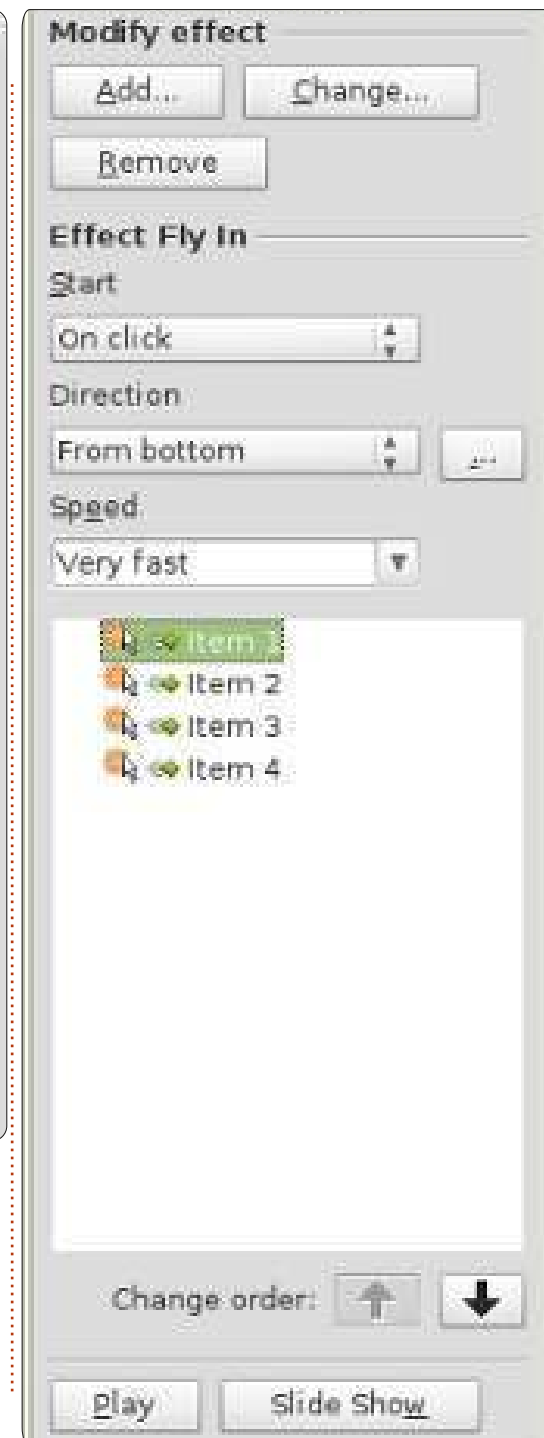 Modify effect
Add... Change...
Remove
Effect Fly In
Start
On click
Direction
From bottom ...
Speed
Very fast
Item 1
Item 2
Item 3
Item 4
Change order:
Play Slide Show